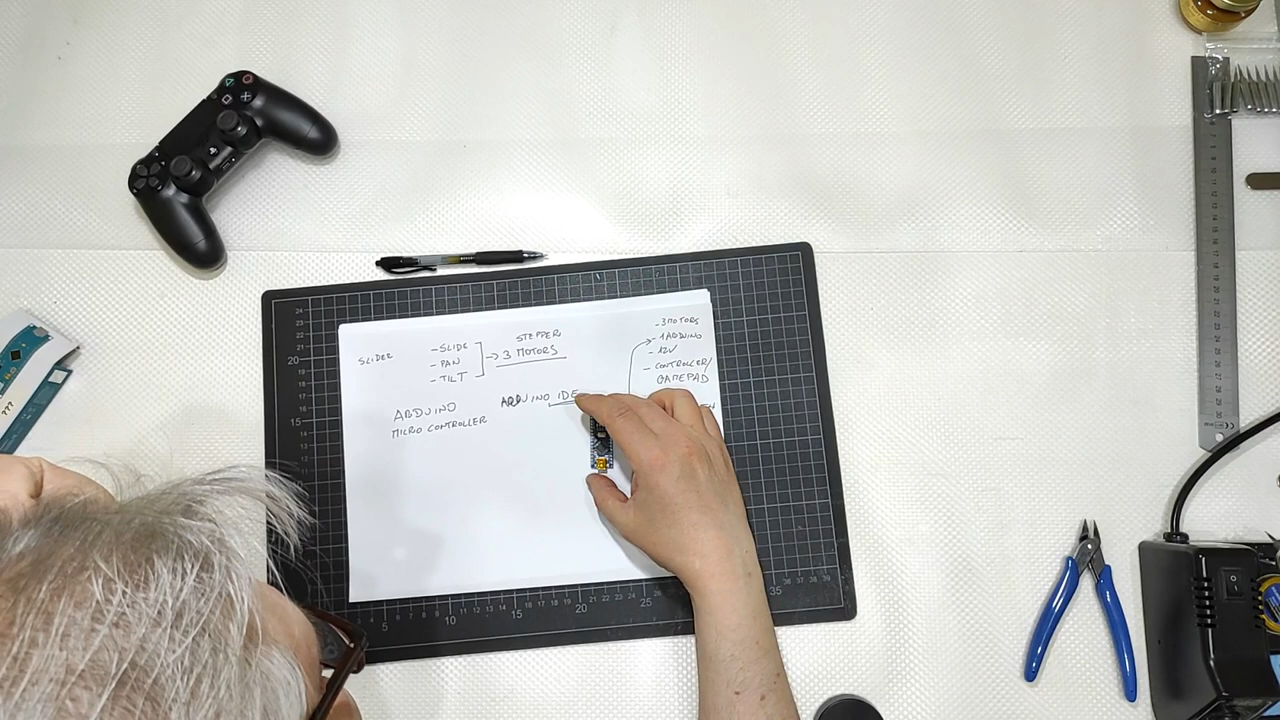 SLIDER
- SLIDE
- PAN
- TILT
STEPPER
3 MOTORS
- 3 MOTORS
- 1 ARDUINO
- 12V
- CONTROLLER/
GAMEPAD
ARDUINO
MICRO CONTROLLER
ARDUINO IDE
???